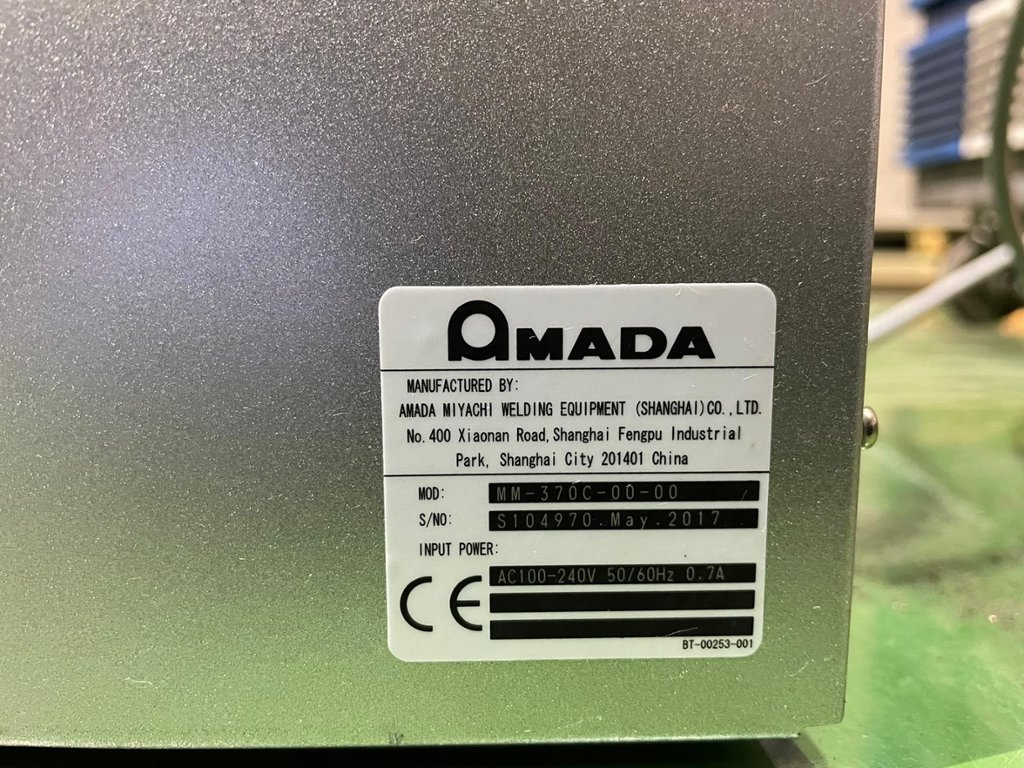 AMADA
MANUFACTURED BY:
AMADA MIYACHI WELDING EQUIPMENT (SHANGHAI)CO.,LTD.
No.400 Xiaonan Road,Shanghai Fengpu Industrial
Park, Shanghai City 201401 China
MOD: MM-370C-00-00
S/NO: S104970.May.2017
INPUT POWER:
AC100-240V 50/60Hz 0.7A
CE
BT-00253-001